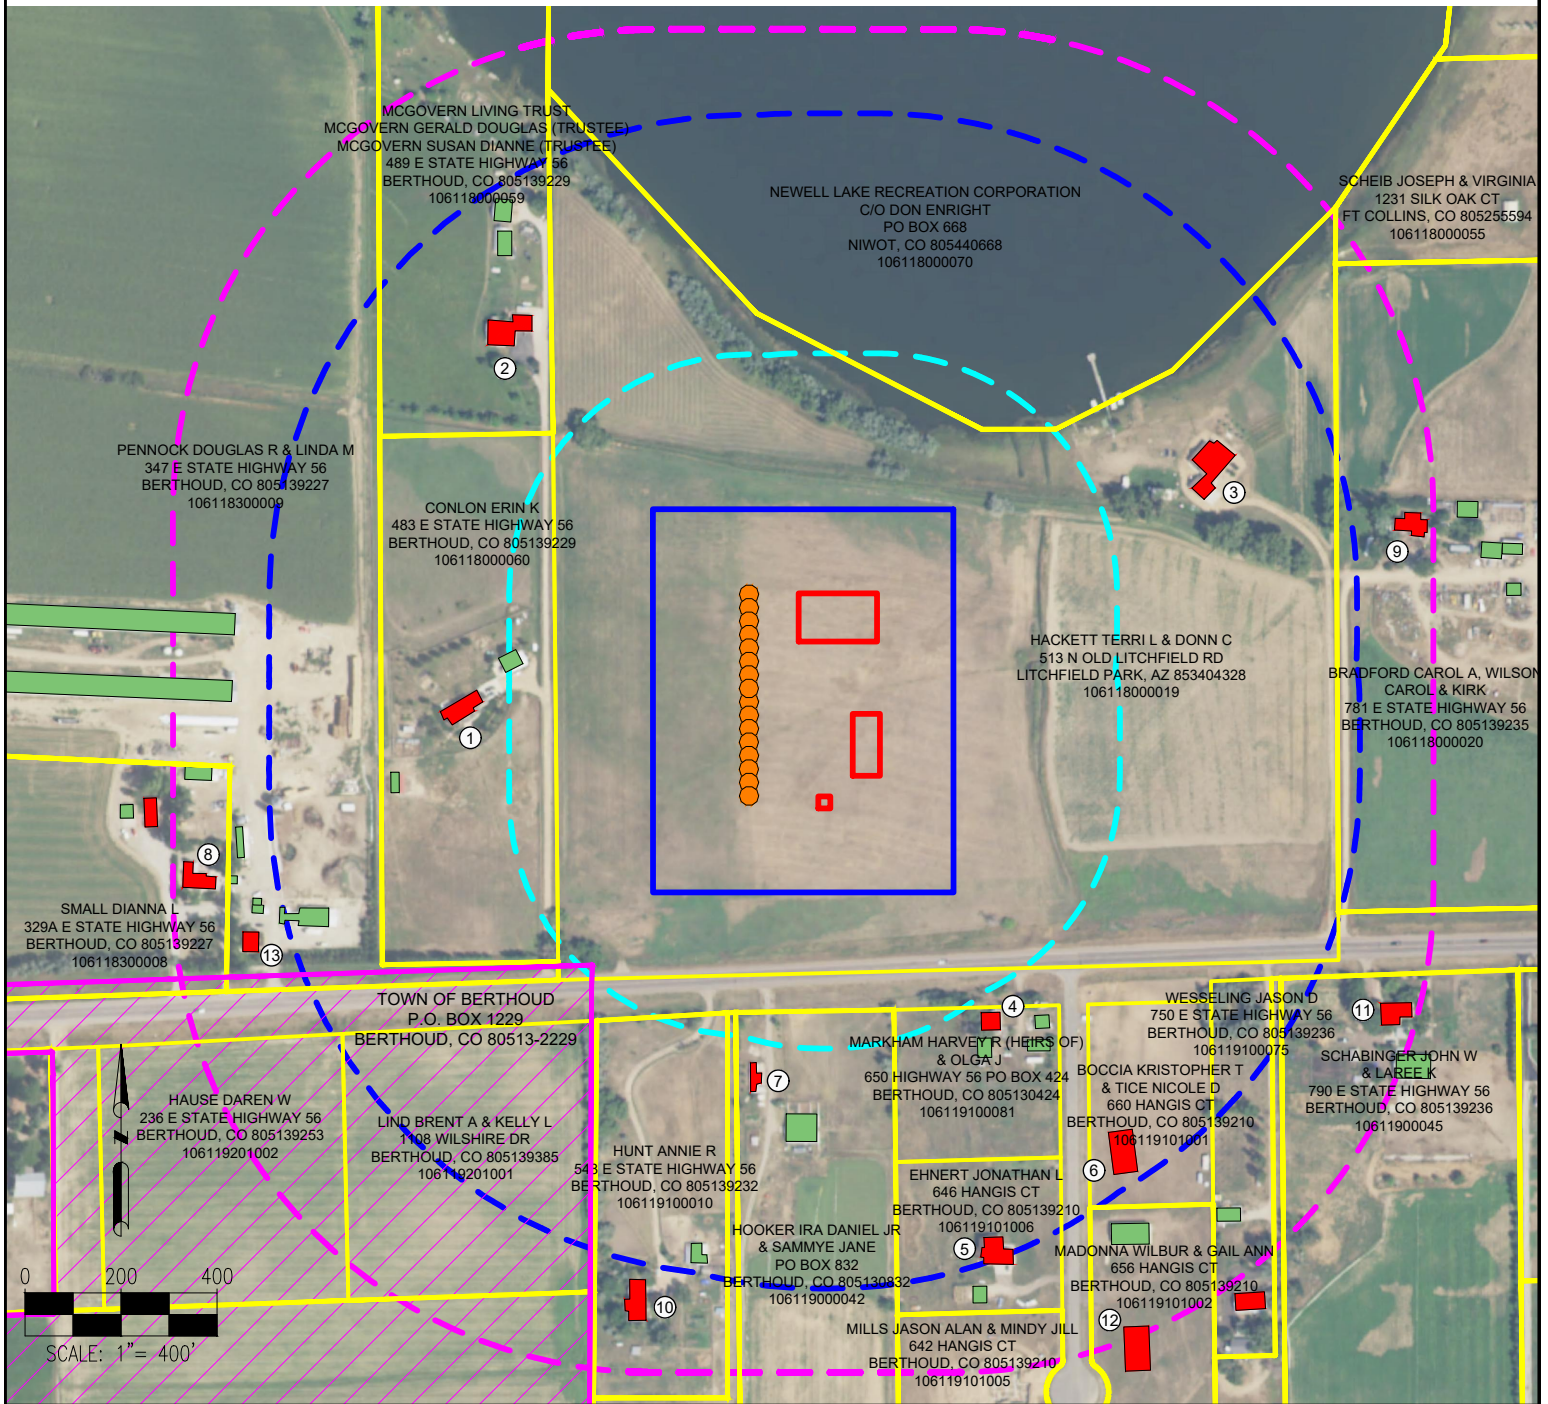 MCGOVERN LIVING TRUST
MCGOVERN GERALD DOUGLAS (TRUSTEE)
MCGOVERN SUSAN DIANNE (TRUSTEE)
489 E STATE HIGHWAY 56
BERTHOUD, CO 805139229
106118000059
2
NEWELL LAKE RECREATION CORPORATION
C/O DON ENRIGHT
PO BOX 668
NIWOT, CO 805440668
106118000070
SCHEIB JOSEPH & VIRGINIA
1231 SILK OAK CT
FT COLLINS, CO 805255594
106118000055
PENNOCK DOUGLAS R & LINDA M
347 E STATE HIGHWAY 56
BERTHOUD, CO 805139227
106118300009
CONLON ERIN K
483 E STATE HIGHWAY 56
BERTHOUD, CO 805139229
106118000060
1
3
9
HACKETT TERRI L & DONN C
513 N OLD LITCHFIELD RD
LITCHFIELD PARK, AZ 853404328
106118000019
BRADFORD CAROL A, WILSON
CAROL & KIRK
781 E STATE HIGHWAY 56
BERTHOUD, CO 805139235
106118000020
8
SMALL DIANNA L
329A E STATE HIGHWAY 56
BERTHOUD, CO 805139227
106118300008
13
TOWN OF BERTHOUD
P.O. BOX 1229
BERTHOUD, CO 80513-2229
4
MARKHAM HARVEY R (HEIRS OF)
& OLGA J
650 HIGHWAY 56 PO BOX 424
BERTHOUD, CO 805130424
106119100081
WESSELING JASON D
750 E STATE HIGHWAY 56
BERTHOUD, CO 805139236
106119100075
11
SCHABINGER JOHN W
& LAREE K
790 E STATE HIGHWAY 56
BERTHOUD, CO 805139236
10611900045
BOCCIA KRISTOPHER T
& TICE NICOLE D
660 HANGIS CT
BERTHOUD, CO 805139210
106119101001
6
7
HAUSE DAREN W
236 E STATE HIGHWAY 56
BERTHOUD, CO 805139253
106119201002
LIND BRENT A & KELLY L
1108 WILSHIRE DR
BERTHOUD, CO 805139385
106119201001
HUNT ANNIE R
543 E STATE HIGHWAY 56
BERTHOUD, CO 805139232
106119100010
EHNERT JONATHAN L
646 HANGIS CT
BERTHOUD, CO 805139210
106119101006
5
HOOKER IRA DANIEL JR
& SAMMYE JANE
PO BOX 832
BERTHOUD, CO 805130832
106119000042
MADONNA WILBUR & GAIL ANN
656 HANGIS CT
BERTHOUD, CO 805139210
106119101002
10
12
MILLS JASON ALAN & MINDY JILL
642 HANGIS CT
BERTHOUD, CO 805139210
106119101005
N
0 200 400
SCALE: 1"= 400'